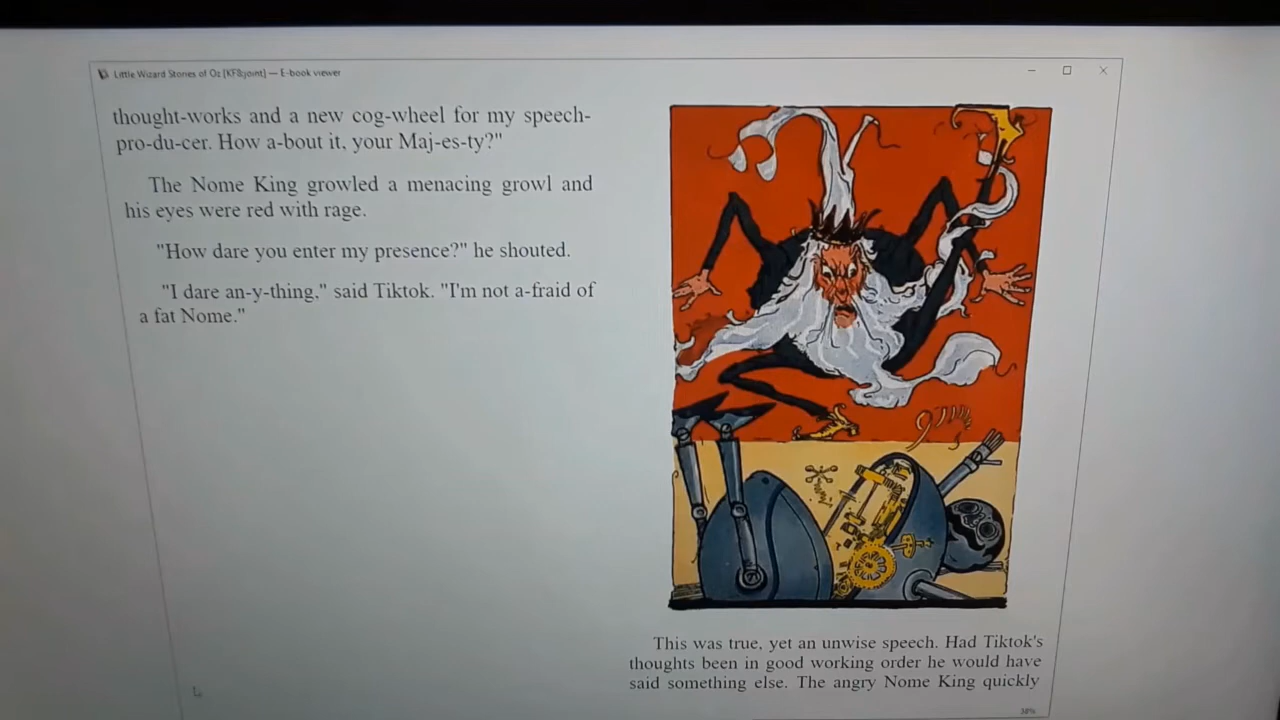 Little Wizard Stories of Oz [KF8:joint] — E-book viewer
thought-works and a new cog-wheel for my speech-
pro-du-cer. How a-bout it, your Maj-es-ty?"
The Nome King growled a menacing growl and
his eyes were red with rage.
"How dare you enter my presence?" he shouted.
"I dare an-y-thing," said Tiktok. "I'm not a-fraid of
a fat Nome."
This was true, yet an unwise speech. Had Tiktok's
thoughts been in good working order he would have
said something else. The angry Nome King quickly
38%